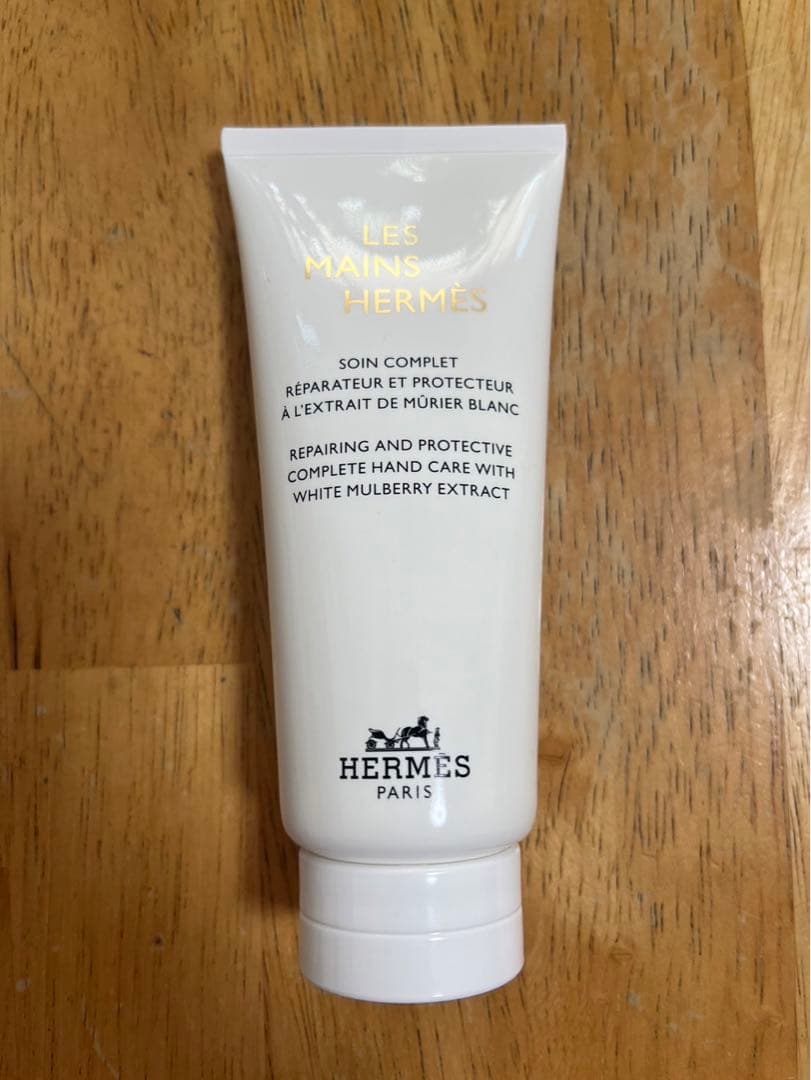 LES
MAINS
HERMÈS
SOIN COMPLET
RÉPARATEUR ET PROTECTEUR
À L'EXTRAIT DE MÛRIER BLANC
REPAIRING AND PROTECTIVE
COMPLETE HAND CARE WITH
WHITE MULBERRY EXTRACT
HERMÈS
PARIS